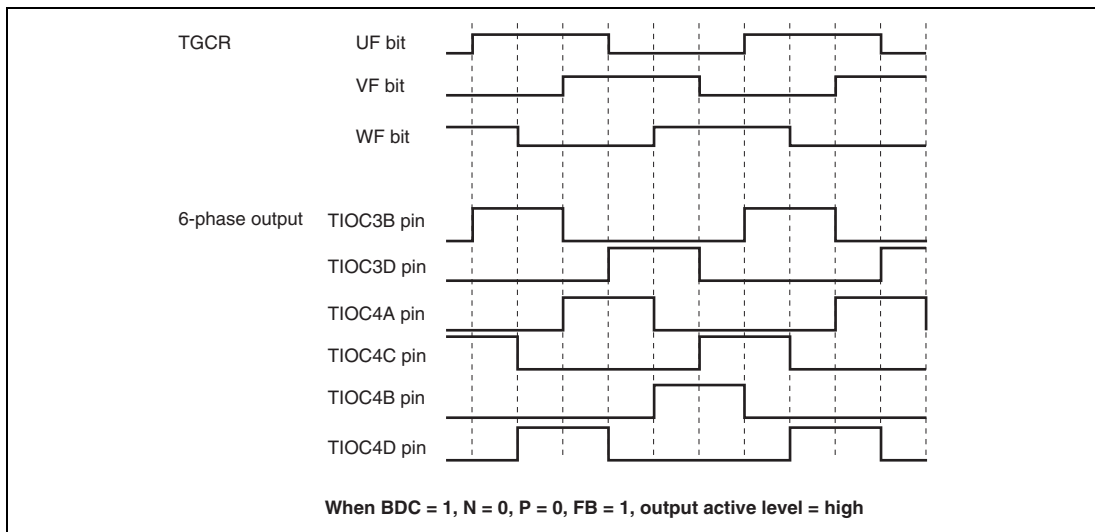 TGCR UF bit
VF bit
WF bit
6-phase output TIOC3B pin
TIOC3D pin
TIOC4A pin
TIOC4C pin
TIOC4B pin
TIOC4D pin
When BDC = 1, N = 0, P = 0, FB = 1, output active level = high